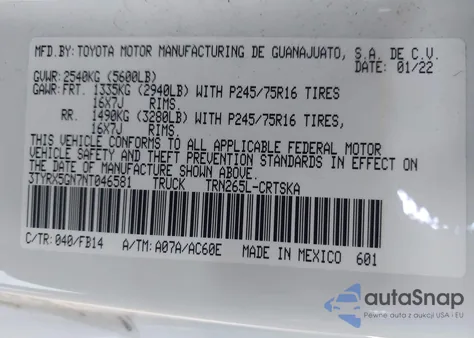 MFD.BY: TOYOTA MOTOR MANUFACTURING DE GUANAJUATO, S.A. DE C.V.
GVWR: 2540KG (5600LB) DATE: 01/22
GAWR: FRT. 1335KG (2940LB) WITH P245/75R16 TIRES
16X7J RIMS.
RR. 1490KG (3280LB) WITH P245/75R16 TIRES,
16X7J RIMS.
THIS VEHICLE CONFORMS TO ALL APPLICABLE FEDERAL MOTOR
VEHICLE SAFETY AND THEFT PREVENTION STANDARDS IN EFFECT ON
THE DATE OF MANUFACTURE SHOWN ABOVE.
3TYRX5GN7NT046581 TRUCK TRN265L-CRTSKA
C/TR: 040/FB14 A/TM: A07A/AC60E MADE IN MEXICO 601
autoSnap
Pewne auto z aukcji USA i EU